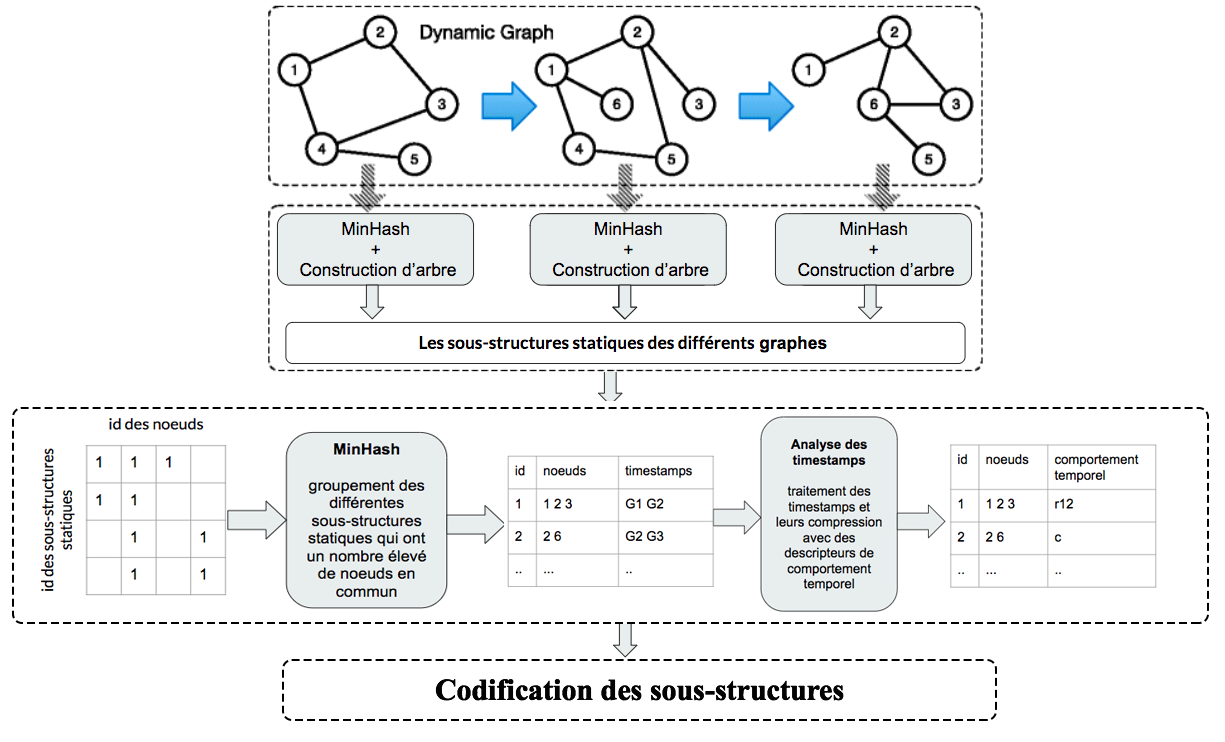 Dynamic Graph
2
1
3
4
5
2
1
6
3
4
5
2
1
6
3
5
MinHash
+
Construction d'arbre
MinHash
+
Construction d'arbre
MinHash
+
Construction d'arbre
Les sous-structures statiques des différents graphes
id des noeuds
id des sous-structures
statiques
1 1 1
1 1
1 1
1 1
MinHash
groupement des
différentes
sous-structures
statiques qui ont
un nombre élevé
de noeuds en
commun
id noeuds timestamps
1 1 2 3 G1 G2
2 2 6 G2 G3
.. ... ..
Analyse des
timestamps
traitement des
timestamps et
leurs compression
avec des
descripteurs de
comportement
temporel
id noeuds comportement
temporel
1 1 2 3 r12
2 2 6 c
.. ... ..
Codification des sous-structures